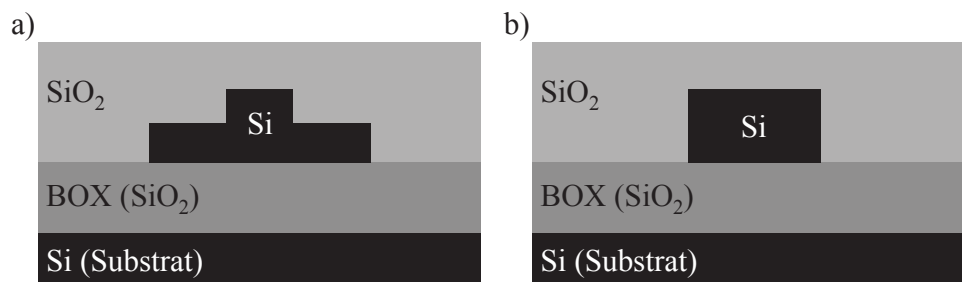 a)
SiO₂
Si
BOX (SiO₂)
Si (Substrat)
b)
SiO₂
Si
BOX (SiO₂)
Si (Substrat)